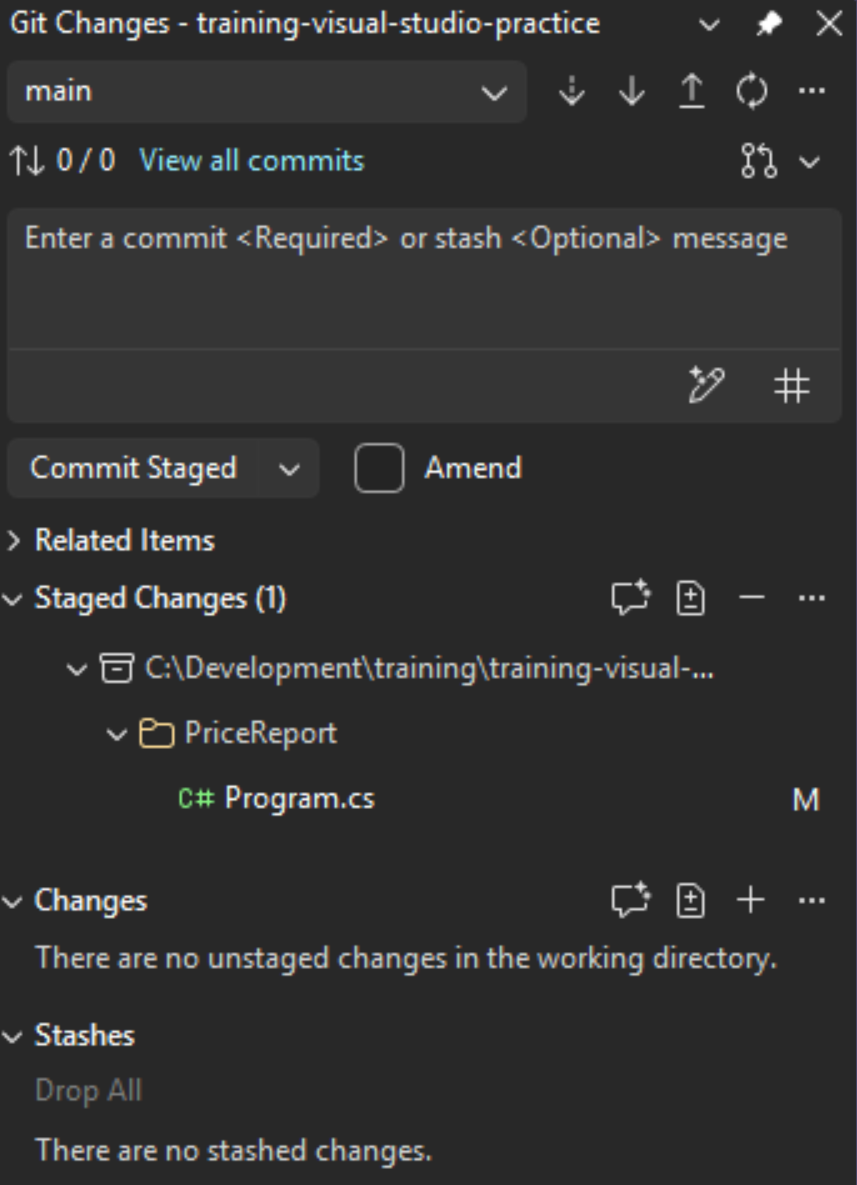 Git Changes - training-visual-studio-practice
main
0 / 0 View all commits
Enter a commit <Required> or stash <Optional> message
Commit Staged Amend
Related Items
Staged Changes (1)
C:\Development\training\training-visual-...
PriceReport
C# Program.cs M
Changes
There are no unstaged changes in the working directory.
Stashes
Drop All
There are no stashed changes.